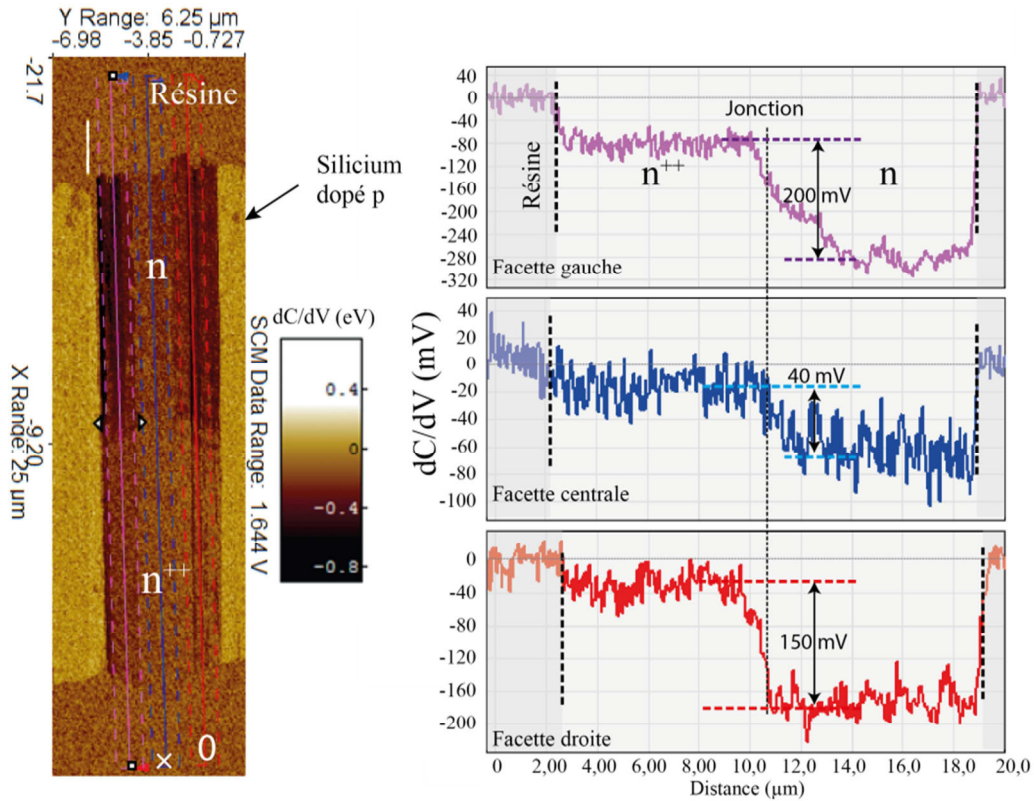 Y Range: 6.25 µm
-6.98 -3.85 -0.727
-21.7
-9.20
X Range: 25 µm
Résine
n
n++
0
Silicium
dopé p
dC/dV (eV)
0.4
0
-0.4
-0.8
SCM Data Range: 1.644 V
dC/dV (mV)
40
0
-40
-80
-120
-160
-200
-240
-280
-320
Résine
n++
Jonction
200 mV
n
Facette gauche
40
20
0
-20
-40
-60
-80
-100
40 mV
Facette centrale
0
-40
-80
-120
-160
-200
150 mV
Facette droite
0 2,00 4,00 6,00 8,00 10,0 12,0 14,0 16,0 18,0 20,0
Distance (µm)